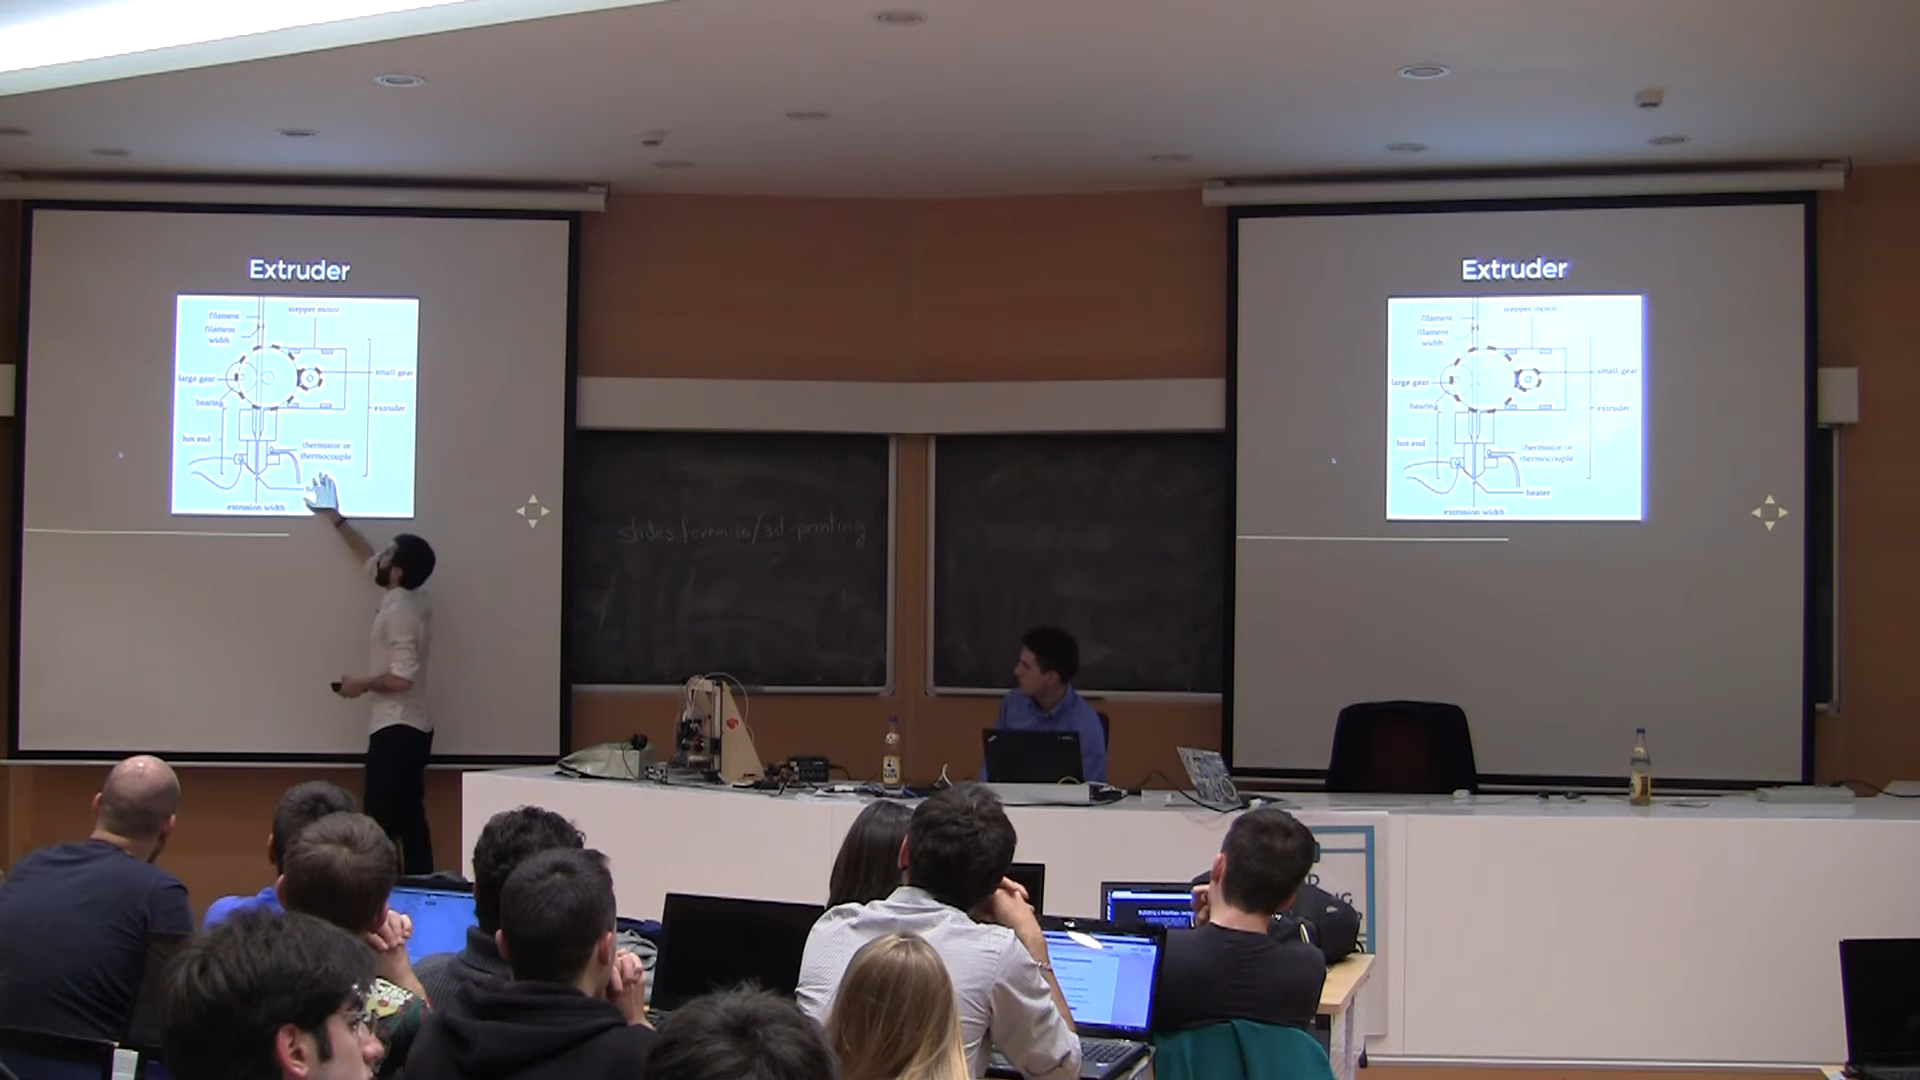 Extruder
filament
stepper motor
filament
width
large gear
small gear
bearing
extruder
hot end
thermistor or
thermocouple
extrusion width
slides.ferrn.io/3d-printing
Extruder
filament
stepper motor
filament
width
large gear
small gear
bearing
extruder
hot end
thermistor or
thermocouple
heater
extrusion width